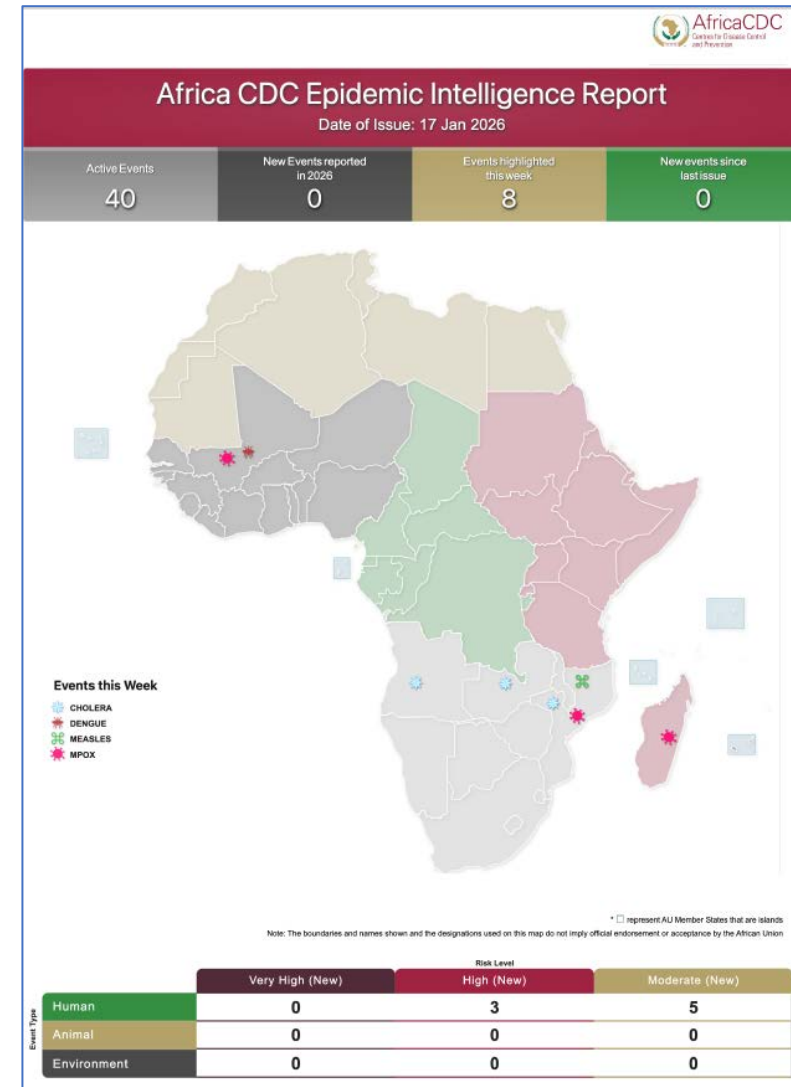 AfricaCDC
Centres for Disease Control
and Prevention
Africa CDC Epidemic Intelligence Report
Date of Issue: 17 Jan 2026
Active Events
40
New Events reported
in 2026
0
Events highlighted
this week
8
New events since
last issue
0
Events this Week
CHOLERA
DENGUE
MEASLES
MPOX
* □ represent AU Member States that are islands
Note: The boundaries and names shown and the designations used on this map do not imply official endorsement or acceptance by the African Union
Risk Level
Very High (New) High (New) Moderate (New)
Event Type
Human 0 3 5
Animal 0 0 0
Environment 0 0 0